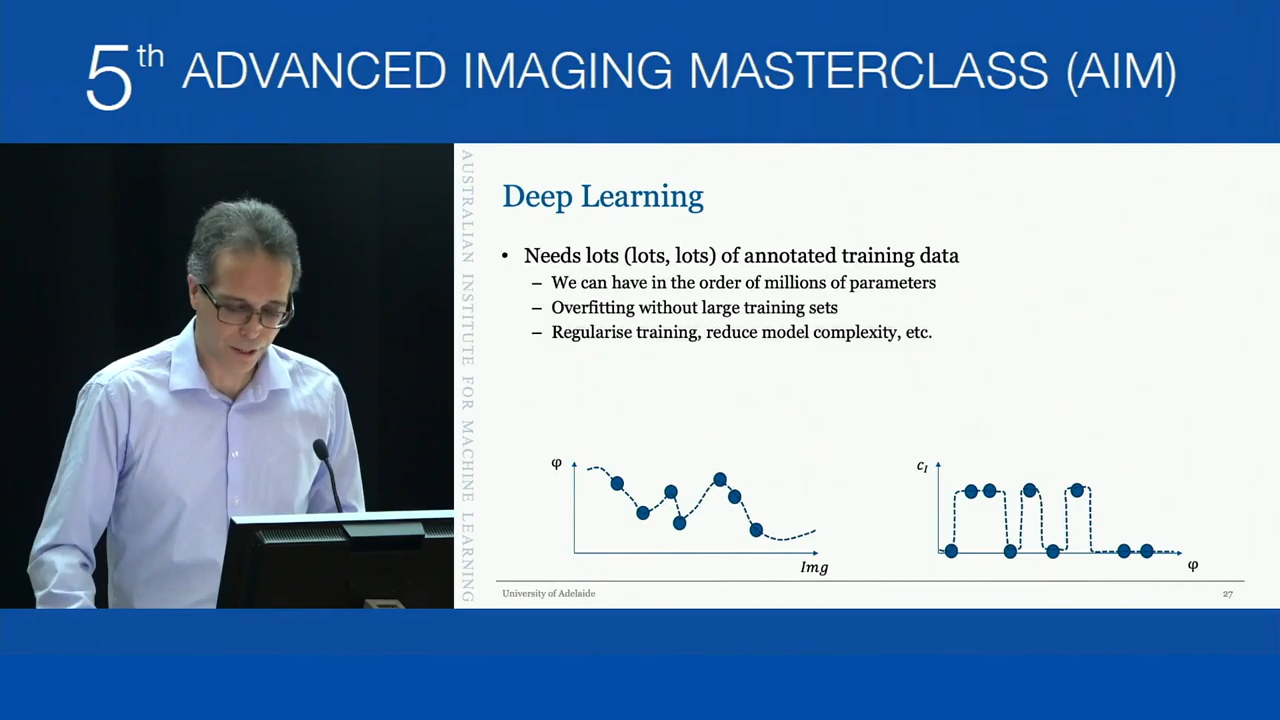 5th ADVANCED IMAGING MASTERCLASS (AIM)
AUSTRALIAN INSTITUTE FOR MACHINE LEARNING
Deep Learning
• Needs lots (lots, lots) of annotated training data
– We can have in the order of millions of parameters
– Overfitting without large training sets
– Regularise training, reduce model complexity, etc.
φ
Img
c_I
φ
University of Adelaide
27